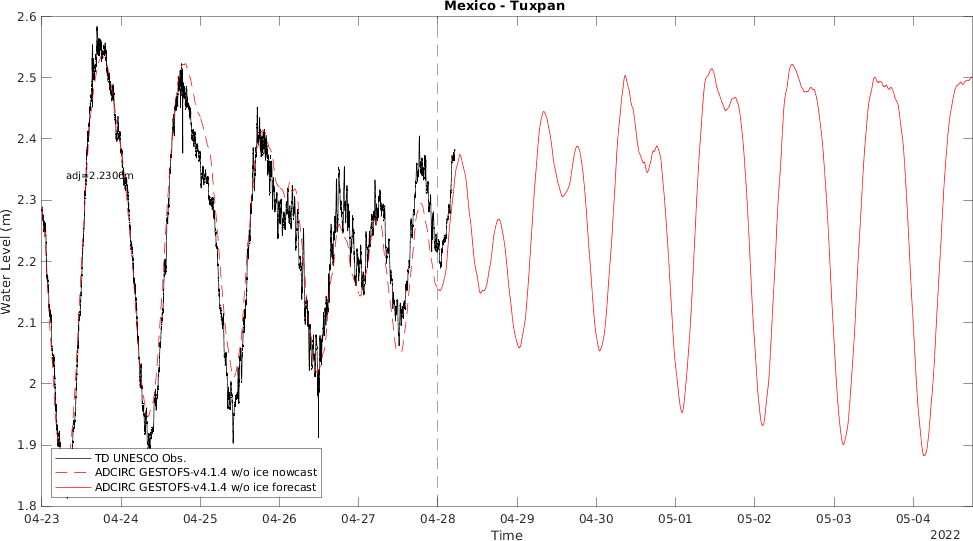 Mexico - Tuxpan
2.6
2.5
2.4
adj=2.2306m
2.3
Water Level (m)
2.2
2.1
2
1.9
TD UNESCO Obs.
ADCIRC GESTOFS-v4.1.4 w/o ice nowcast
ADCIRC GESTOFS-v4.1.4 w/o ice forecast
1.8
04-23 04-24 04-25 04-26 04-27 04-28 04-29 04-30 05-01 05-02 05-03 05-04
Time 2022